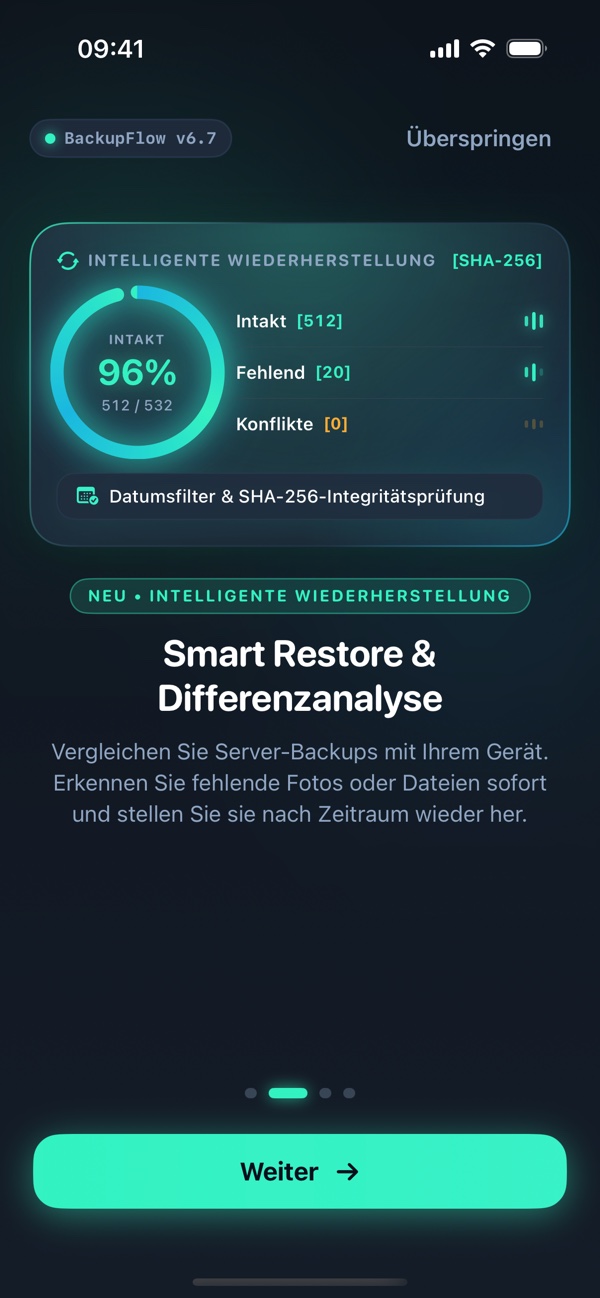 09:41
BackupFlow v6.7
Überspringen
INTELLIGENTE WIEDERHERSTELLUNG [SHA-256]
INTAKT
96%
512 / 532
Intakt [512]
Fehlend [20]
Konflikte [0]
Datumsfilter & SHA-256-Integritätsprüfung
NEU • INTELLIGENTE WIEDERHERSTELLUNG
Smart Restore &
Differenzanalyse
Vergleichen Sie Server-Backups mit Ihrem Gerät.
Erkennen Sie fehlende Fotos oder Dateien sofort
und stellen Sie sie nach Zeitraum wieder her.
Weiter →